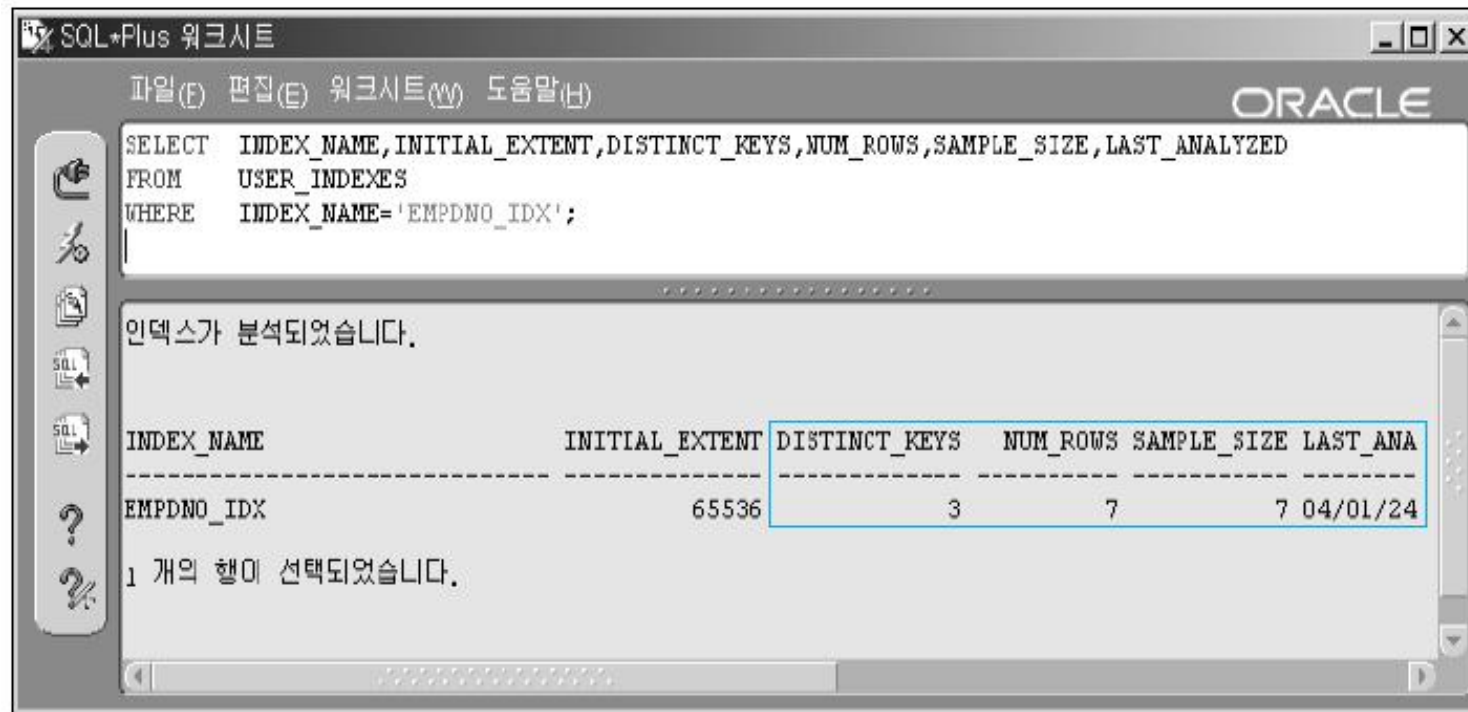 SQL*Plus 워크시트
파일(F) 편집(E) 워크시트(W) 도움말(H)
ORACLE
SELECT INDEX_NAME,INITIAL_EXTENT,DISTINCT_KEYS,NUM_ROWS,SAMPLE_SIZE,LAST_ANALYZED
FROM USER_INDEXES
WHERE INDEX_NAME='EMPDNO_IDX';
인덱스가 분석되었습니다.
INDEX_NAME INITIAL_EXTENT DISTINCT_KEYS NUM_ROWS SAMPLE_SIZE LAST_ANA
------------------------------ -------------- ------------- ---------- ----------- --------
EMPDNO_IDX 65536 3 7 7 04/01/24
1 개의 행이 선택되었습니다.
SQL
SQL